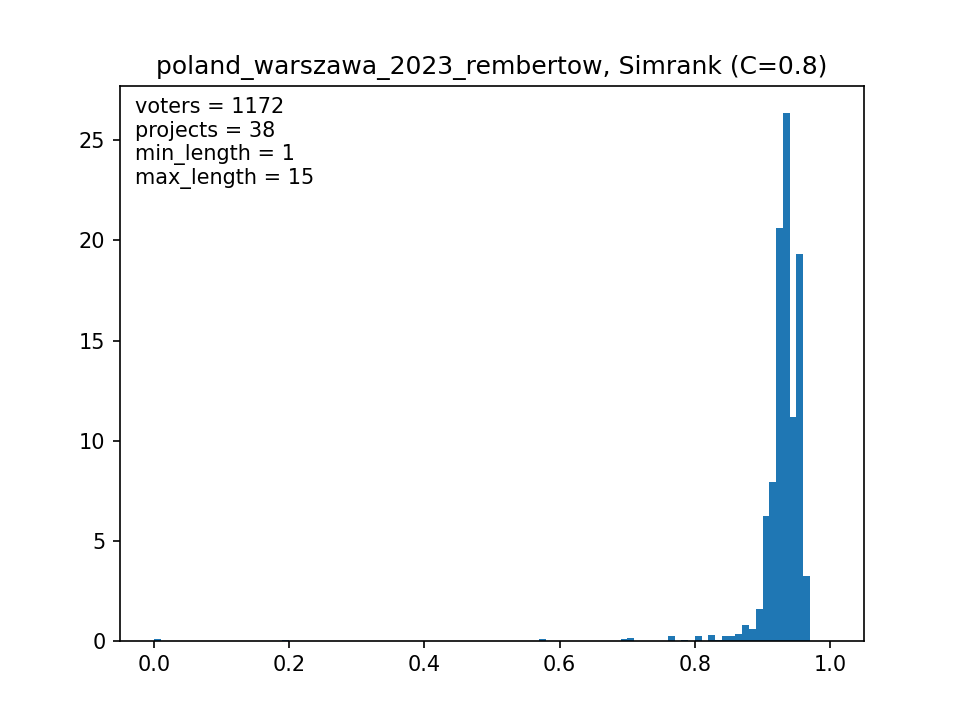 poland_warszawa_2023_rembertow, Simrank (C=0.8)
voters = 1172
projects = 38
min_length = 1
max_length = 15
25
20
15
10
5
0
0.0 0.2 0.4 0.6 0.8 1.0